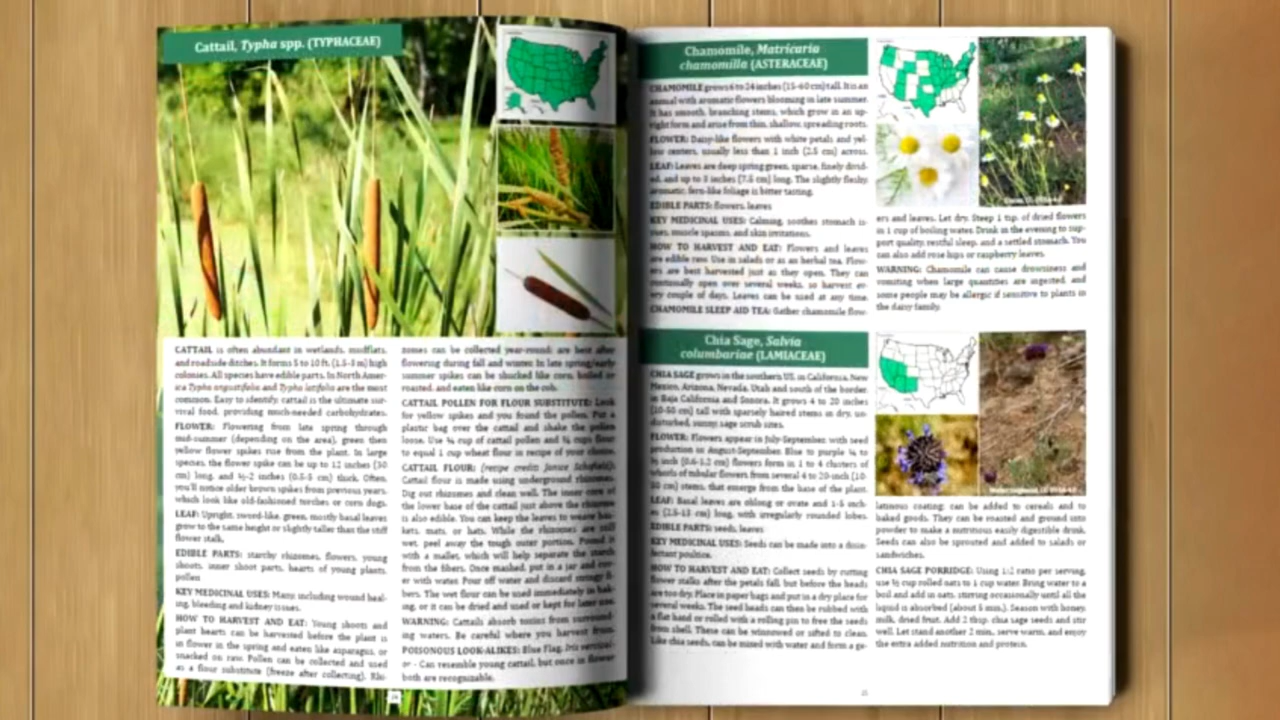 Cattail, Typha spp. (TYPHACEAE)
CATTAIL is often abundant in wetlands, mudflats,
and roadside ditches. It forms 5 to 10 ft. (1.5-3 m) high
colonies. All species have edible parts. In North Amer-
ica Typha angustifolia and Typha latifolia are the most
common. Easy to identify, cattail is the ultimate sur-
vival food, providing much-needed carbohydrates.
FLOWER: Flowering from late spring through
mid-summer (depending on the area), green then
yellow flower spikes rise from the plant. In large
species, the flower spike can be up to 12 inches (30
cm) long, and ½-2 inches (0.5-5 cm) thick. Often,
you'll notice older brown spikes from previous years,
which look like old-fashioned torches or corn dogs.
LEAF: Upright, sword-like, green, mostly basal leaves
grow to the same height or slightly taller than the stiff
flower stalk.
EDIBLE PARTS: starchy rhizomes, flowers, young
shoots, inner shoot parts, hearts of young plants,
pollen
KEY MEDICINAL USES: Many including wound heal-
ing, bleeding and kidney issues.
HOW TO HARVEST AND EAT: Young shoots and
plant hearts can be harvested before the plant is
in flower in the spring and eaten like asparagus, or
snacked on raw. Pollen can be collected and used
as a flour substitute (freeze after collecting). Rhi-
zomes can be collected year-round; are best after
flowering during fall and winter. In late spring/early
summer spikes can be shucked like corn, boiled or
roasted, and eaten like corn on the cob.
CATTAIL POLLEN FOR FLOUR SUBSTITUTE: Look
for yellow spikes and you found the pollen. Put a
plastic bag over the cattail and shake the pollen
loose. Use ¼ cup of cattail pollen and ¾ cups flour
to equal 1 cup wheat flour in recipe of your choice.
CATTAIL FLOUR: (recipe credit: Janice Schofield).
Cattail flour is made using underground rhizomes.
Dig out rhizomes and clean well. The inner core of
the lower base of the cattail just above the rhizome
is also edible. You can keep the leaves to weave bas-
kets, mats, or hats. While the rhizomes are still
wet, peel away the tough outer portion. Pound it
with a mallet, which will help separate the starch
from the fibers. Once mashed, put in a jar and cov-
er with water. Pour off water and discard stringy fi-
bers. The wet flour can be used immediately in bak-
ing, or it can be dried and used or kept for later use.
WARNING: Cattails absorb toxins from surround-
ing waters. Be careful where you harvest from.
POISONOUS LOOK-ALIKES: Blue Flag, Iris versicol-
or - Can resemble young cattail, but once in flower
both are recognizable.
24
Chamomile, Matricaria
chamomilla (ASTERACEAE)
CHAMOMILE grows 6 to 24 inches (15-60 cm) tall. It is an
annual with aromatic flowers blooming in late summer.
It has smooth, branching stems, which grow in an up-
right form and arise from thin, shallow, spreading roots.
FLOWER: Daisy-like flowers with white petals and yel-
low centers, usually less than 1 inch (2.5 cm) across.
LEAF: Leaves are deep spring green, sparse, finely divid-
ed, and up to 3 inches (7.5 cm) long. The slightly fleshy,
aromatic, fern-like foliage is bitter tasting.
EDIBLE PARTS: flowers, leaves
KEY MEDICINAL USES: Calming, soothes stomach is-
sues, muscle spasms, and skin irritations.
HOW TO HARVEST AND EAT: Flowers and leaves
are edible raw. Use in salads or as an herbal tea. Flow-
ers are best harvested just as they open. They can
continually open over several weeks, so harvest ev-
ery couple of days. Leaves can be used at any time.
CHAMOMILE SLEEP AID TEA: Gather chamomile flow-
ers and leaves. Let dry. Steep 1 tsp. of dried flowers
in 1 cup of boiling water. Drink in the evening to sup-
port quality, restful sleep, and a settled stomach. You
can also add rose hips or raspberry leaves.
WARNING: Chamomile can cause drowsiness and
vomiting when large quantities are ingested, and
some people may be allergic if sensitive to plants in
the daisy family.
Chia Sage, Salvia
columbariae (LAMIACEAE)
CHIA SAGE grows in the southern US, in California, New
Mexico, Arizona, Nevada, Utah and south of the border
in Baja California and Sonora. It grows 4 to 20 inches
(10-50 cm) tall with sparsely haired stems in dry, un-
disturbed, sunny, sage scrub sites.
FLOWER: Flowers appear in July-September, with seed
production in August-September. Blue to purple ¼ to
½ inch (0.6-1.2 cm) flowers form in 1 to 4 clusters of
whorls of tubular flowers from several 4 to 20-inch (10-
50 cm) stems, that emerge from the base of the plant.
LEAF: Basal leaves are oblong or ovate and 1-5 inch-
es (2.5-13 cm) long, with irregularly rounded lobes.
EDIBLE PARTS: seeds, leaves
KEY MEDICINAL USES: Seeds can be made into a disin-
fectant poultice.
HOW TO HARVEST AND EAT: Collect seeds by cutting
flower stalks after the petals fall, but before the heads
are too dry. Place in paper bags and put in a dry place for
several weeks. The seed heads can then be rubbed with
a flat hand or rolled with a rolling pin to free the seeds
from shell. These can be winnowed or sifted to clean.
Like chia seeds, can be mixed with water and form a ge-
latinous coating; can be added to cereals and to
baked goods. They can be roasted and ground into
powder to make a nutritious easily digestible drink.
Seeds can also be sprouted and added to salads or
sandwiches.
CHIA SAGE PORRIDGE: Using 1:2 ratio per serving,
use ½ cup rolled oats to 1 cup water. Bring water to a
boil and add in oats, stirring occasionally until all the
liquid is absorbed (about 5 min.). Season with honey,
milk, dried fruit. Add 2 tbsp. chia sage seeds and stir
well. Let stand another 2 min., serve warm, and enjoy
the extra added nutrition and protein.
25